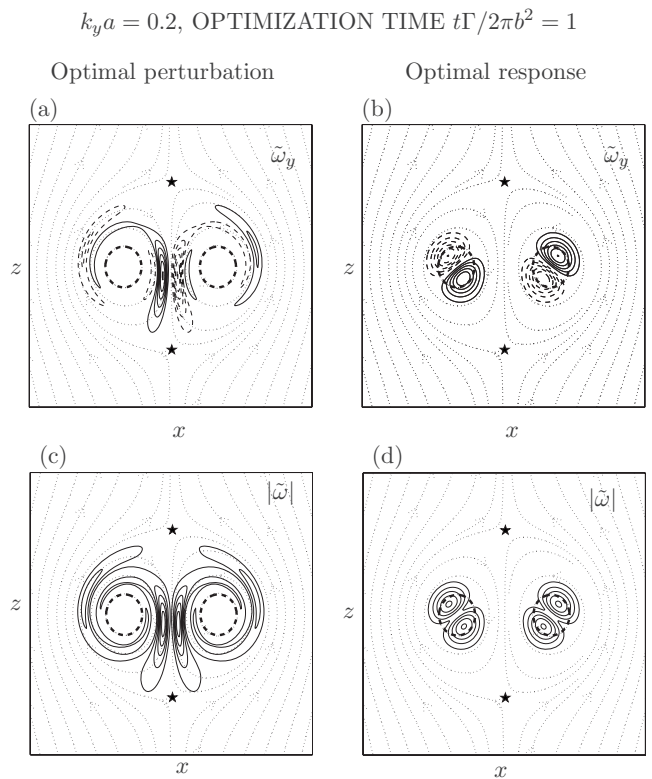 k_y a = 0.2, OPTIMIZATION TIME tΓ/2πb² = 1
Optimal perturbation
Optimal response
(a)
(b)
ω̃_y
ω̃_y
z
z
x
x
(c)
(d)
|ω̃|
|ω̃|
z
z
x
x